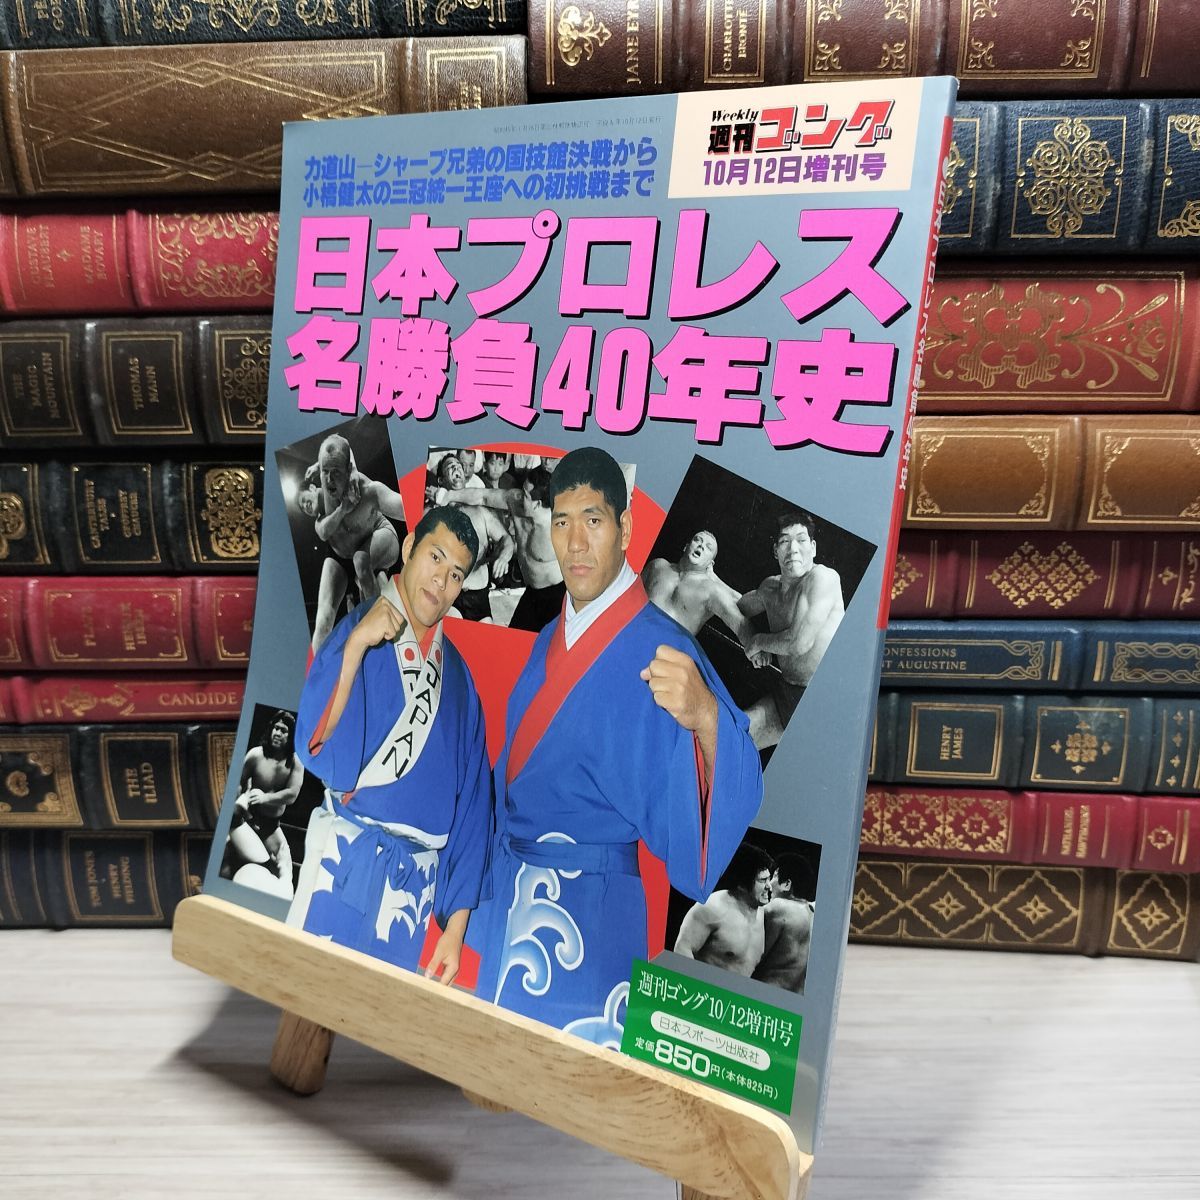 Weekly
週刊ゴング
10月12日増刊号
力道山―シャープ兄弟の国技館決戦から
小橋健太の三冠統一王座への初挑戦まで
日本プロレス
名勝負40年史
JAPAN
週刊ゴング10/12増刊号
日本スポーツ出版社
定価850円(本体825円)
JANE EYRE
CHARLOTTE
BRONTE
GUSTAVE
FLAUBERT
MADAME
BOVARY
THE
MAGIC
MOUNTAIN
THOMAS
MANN
CANDIDE
THE
ILIAD
TOM JONES
HENRY
FIELDING
CONFESSIONS
AUGUSTINE
HENRY
JAMES
NATHANIEL
HAWTHORNE